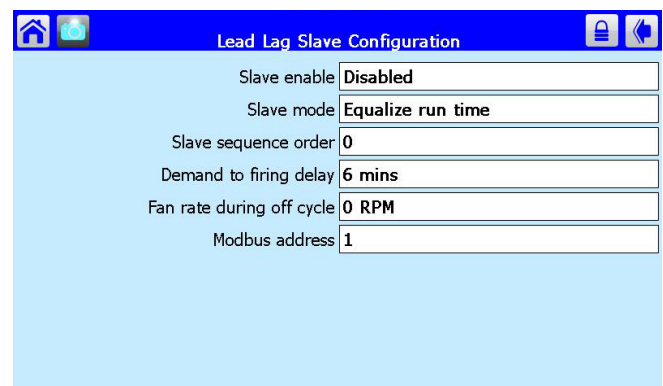 Lead Lag Slave Configuration
Slave enable Disabled
Slave mode Equalize run time
Slave sequence order 0
Demand to firing delay 6 mins
Fan rate during off cycle 0 RPM
Modbus address 1